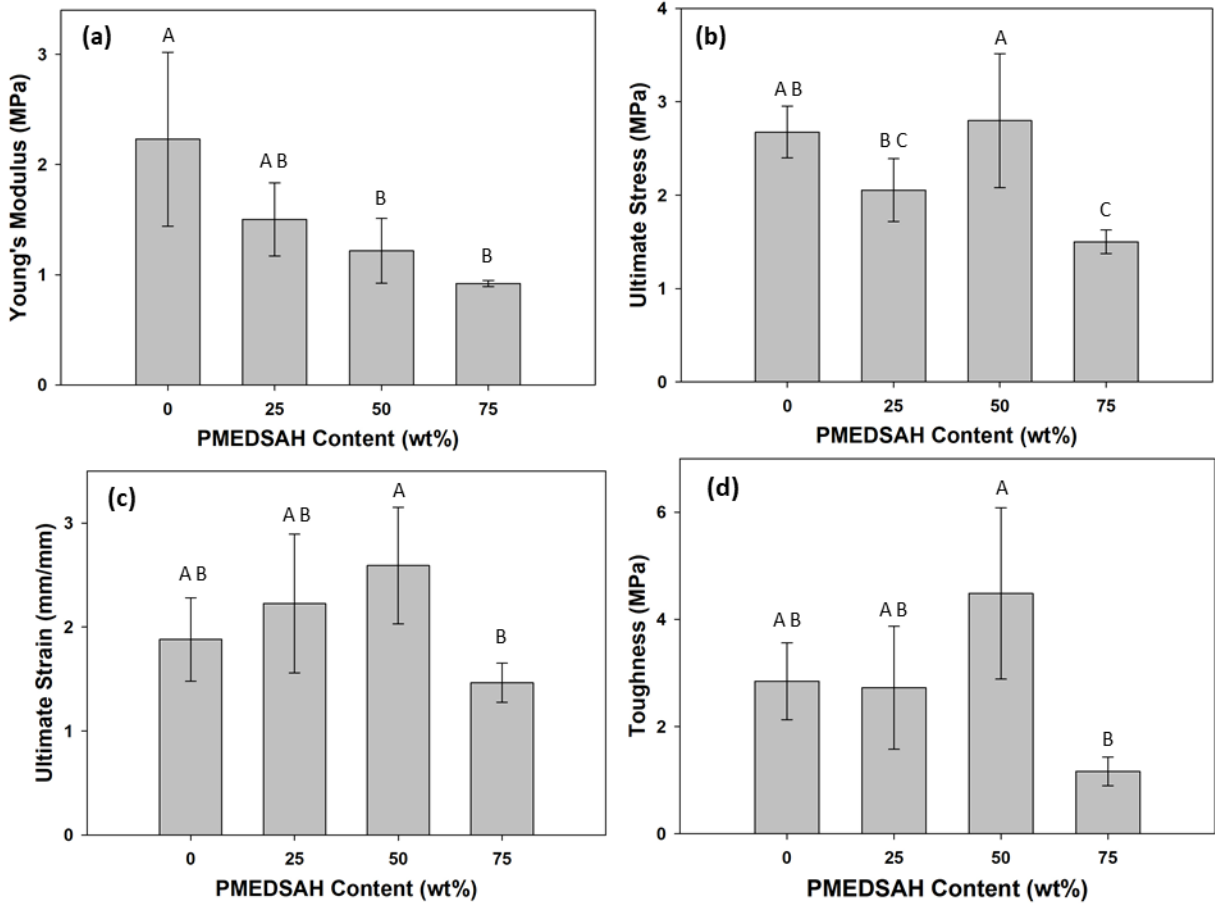 (a)
Young's Modulus (MPa)
3
2
1
0
A
A B
B
B
0 25 50 75
PMEDSAH Content (wt%)
(b)
Ultimate Stress (MPa)
4
3
2
1
0
A B
B C
A
C
0 25 50 75
PMEDSAH Content (wt%)
(c)
Ultimate Strain (mm/mm)
3
2
1
0
A B
A B
A
B
0 25 50 75
PMEDSAH Content (wt%)
(d)
Toughness (MPa)
6
4
2
0
A B
A B
A
B
0 25 50 75
PMEDSAH Content (wt%)